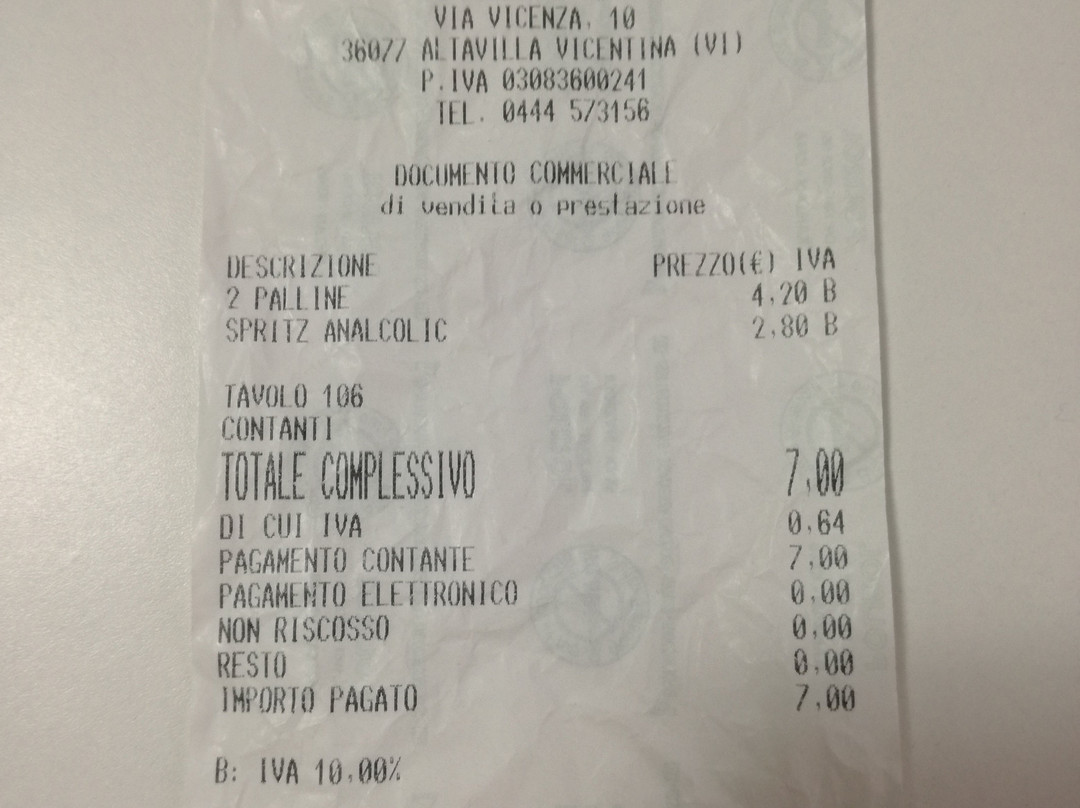 VIA VICENZA, 10
36077 ALTAVILLA VICENTINA (VI)
P.IVA 03083600241
TEL. 0444 573156
DOCUMENTO COMMERCIALE
di vendita o prestazione
DESCRIZIONE PREZZO(€) IVA
2 PALLINE 4,20 B
SPRITZ ANALCOLIC 2,80 B
TAVOLO 106
CONTANTI
TOTALE COMPLESSIVO 7,00
DI CUI IVA 0,64
PAGAMENTO CONTANTE 7,00
PAGAMENTO ELETTRONICO 0,00
NON RISCOSSO 0,00
RESTO 0,00
IMPORTO PAGATO 7,00
B: IVA 10,00%